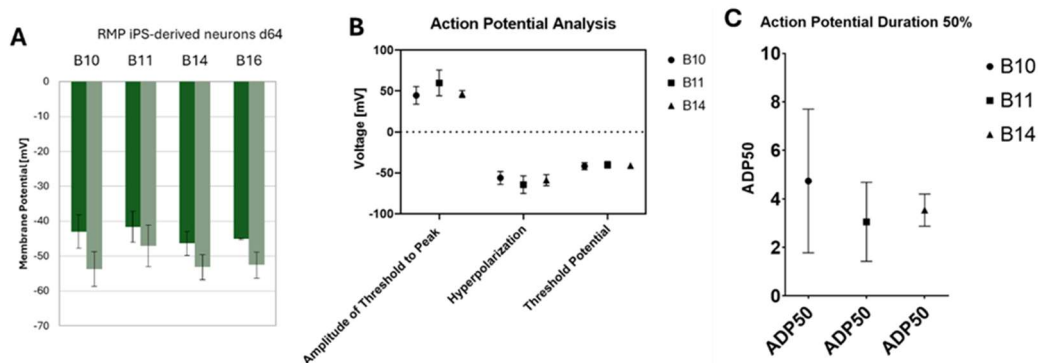 A
RMP iPS-derived neurons d64
B10 B11 B14 B16
Membrane Potential[mV]
0
-10
-20
-30
-40
-50
-60
-70
B
Action Potential Analysis
Voltage [mV]
100
50
0
-50
-100
Amplitude of Threshold to Peak
Hyperpolarization
Threshold Potential
B10
B11
B14
C
Action Potential Duration 50%
ADP50
10
8
6
4
2
0
ADP50
ADP50
ADP50
B10
B11
B14